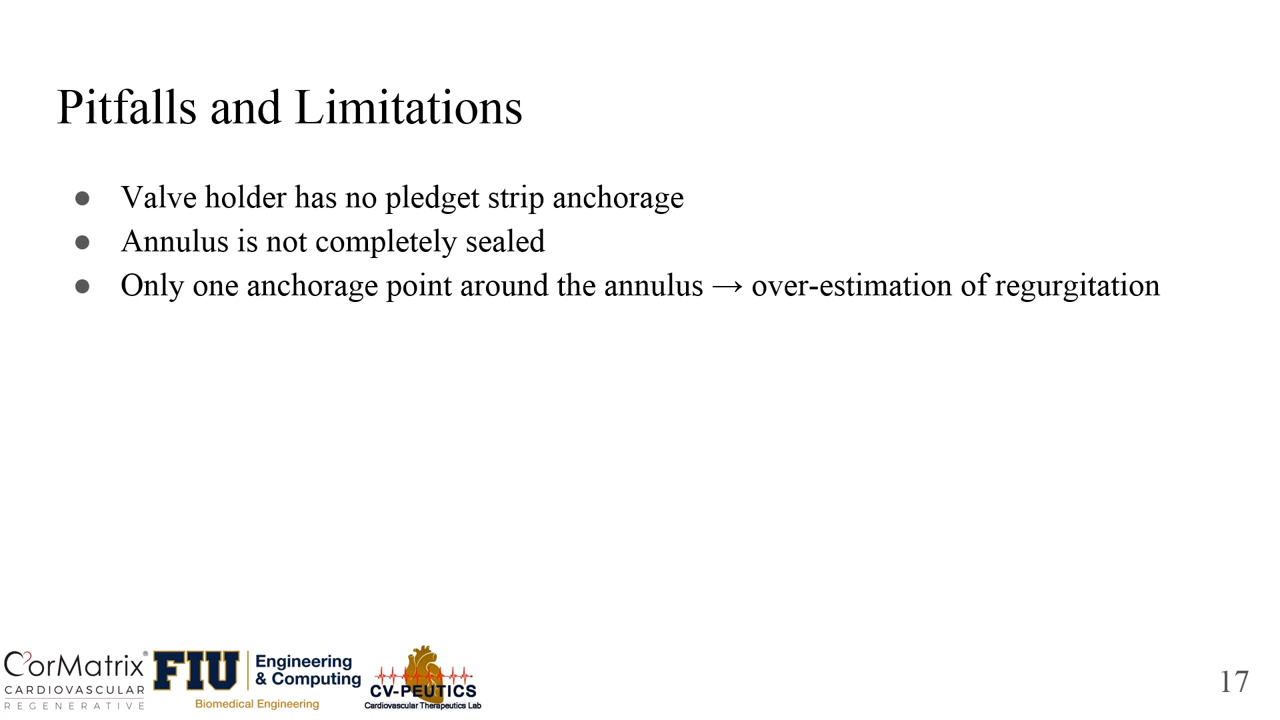 Pitfalls and Limitations
● Valve holder has no pledget strip anchorage
● Annulus is not completely sealed
● Only one anchorage point around the annulus → over-estimation of regurgitation
CorMatrix®
CARDIOVASCULAR
REGENERATIVE
FIU
Engineering
& Computing
Biomedical Engineering
CV-PEUTICS
Cardiovascular Therapeutics Lab
17